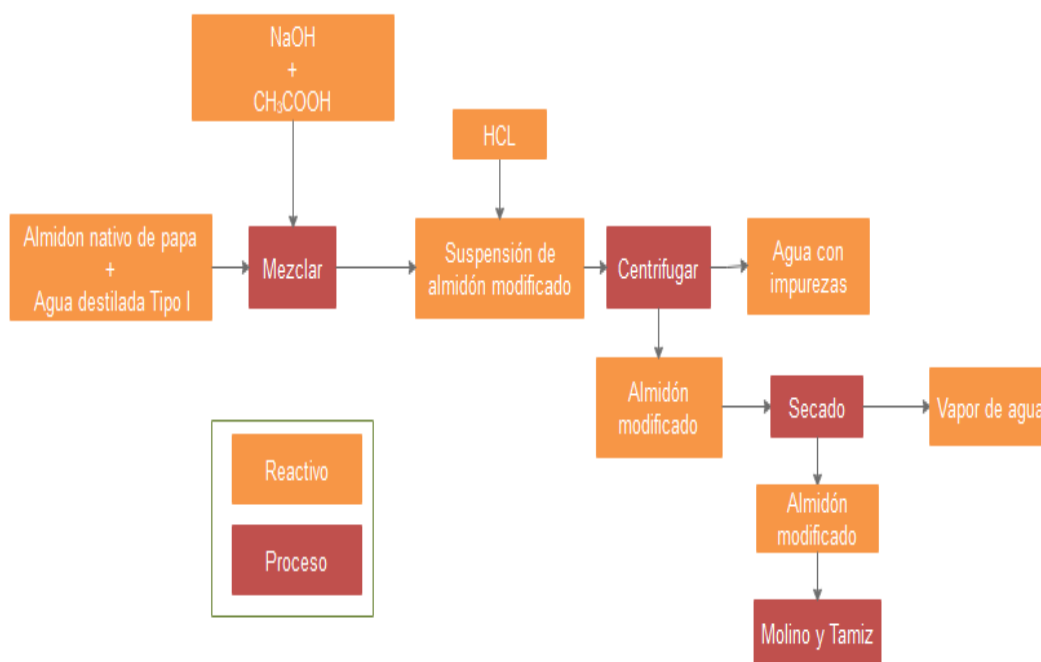 NaOH
+
CH₃COOH
HCL
Almidon nativo de papa
+
Agua destilada Tipo I
Mezclar
Suspensión de
almidón modificado
Centrifugar
Agua con
impurezas
Almidón
modificado
Secado
Vapor de agua
Almidón
modificado
Molino y Tamiz
Reactivo
Proceso